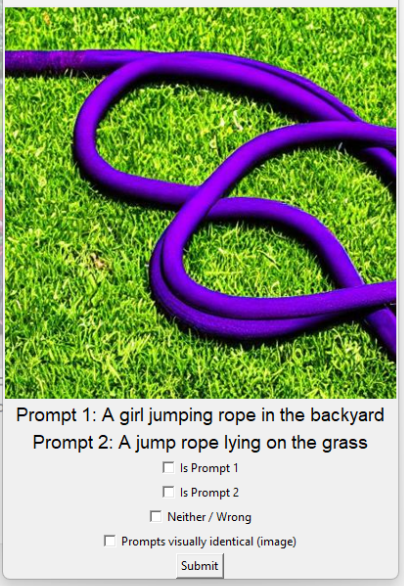 Prompt 1: A girl jumping rope in the backyard
Prompt 2: A jump rope lying on the grass
Is Prompt 1
Is Prompt 2
Neither / Wrong
Prompts visually identical (image)
Submit